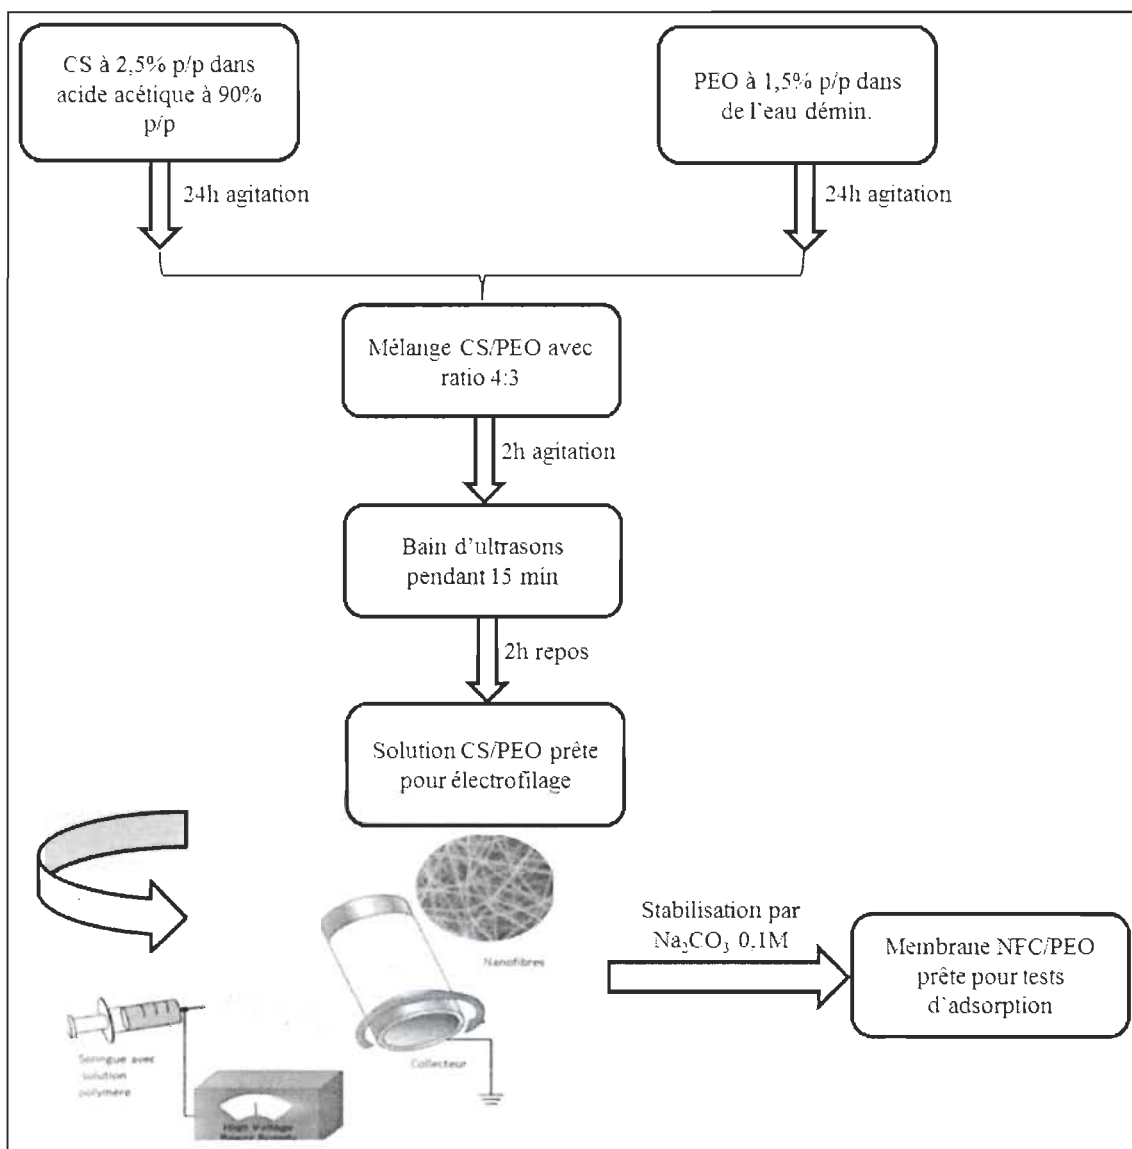 CS à 2,5% p/p dans
acide acétique à 90%
p/p
PEO à 1,5% p/p dans
de l'eau démin.
24h agitation
24h agitation
Mélange CS/PEO avec
ratio 4:3
2h agitation
Bain d'ultrasons
pendant 15 min
2h repos
Solution CS/PEO prête
pour électrofilage
Nanofibres
Stabilisation par
Na₂CO₃ 0,1M
Membrane NFC/PEO
prête pour tests
d'adsorption
Seringue avec
solution
polymère
Collecteur
High Voltage
Power Supply